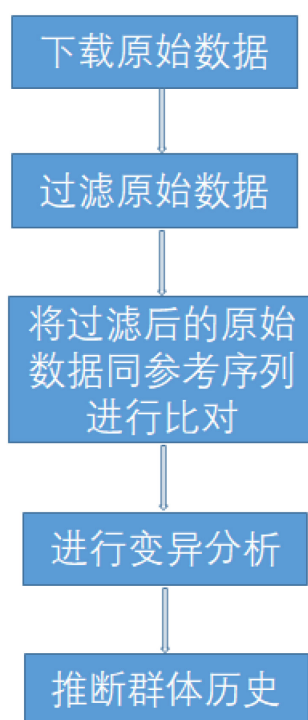 下载原始数据
过滤原始数据
将过滤后的原始
数据同参考序列
进行比对
进行变异分析
推断群体历史